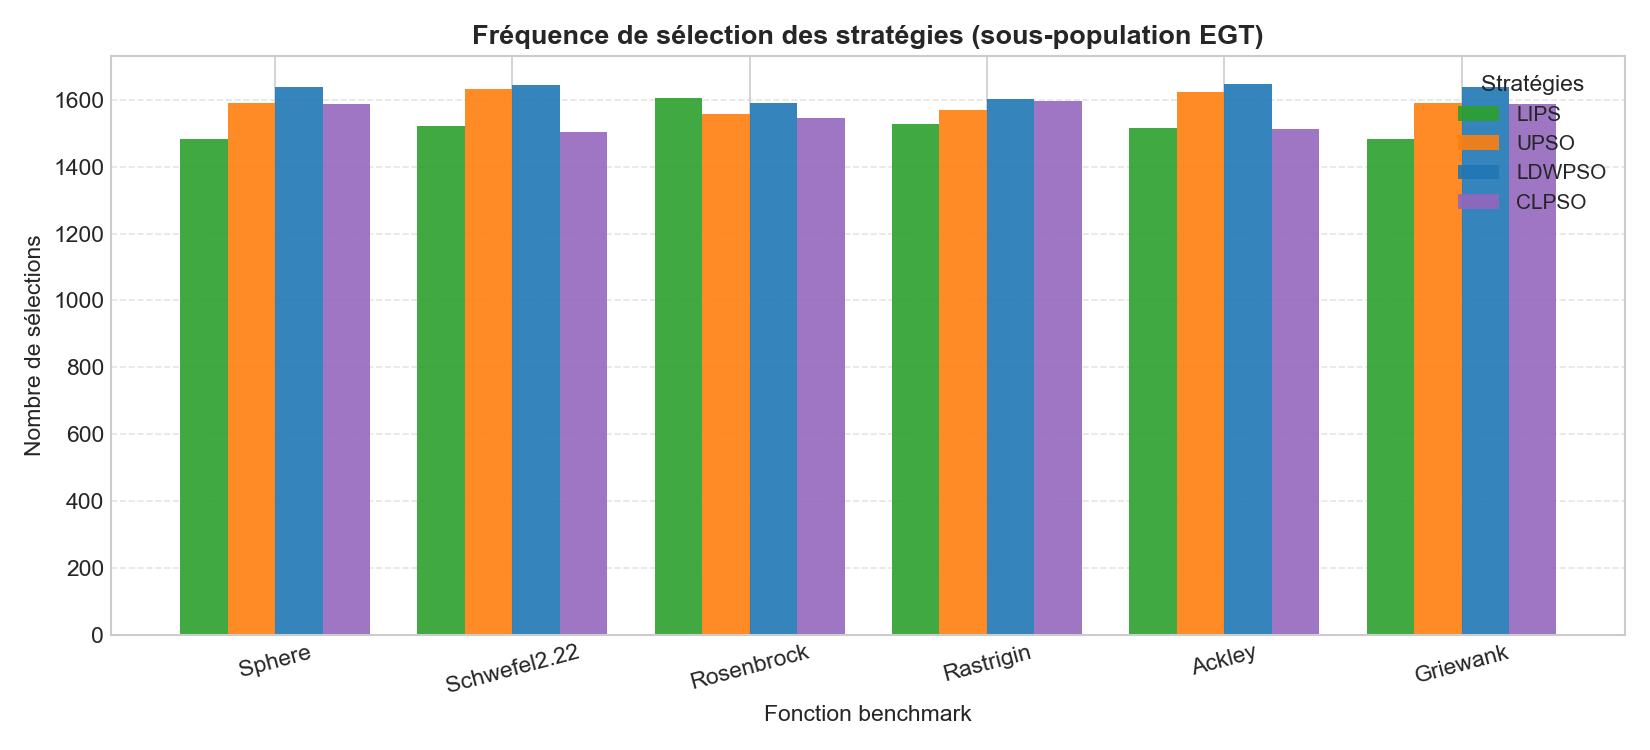 Fréquence de sélection des stratégies (sous-population EGT)
Nombre de sélections
1600
1400
1200
1000
800
600
400
200
0
Stratégies
LIPS
UPSO
LDWPSO
CLPSO
Sphere
Schwefel2.22
Rosenbrock
Rastrigin
Ackley
Griewank
Fonction benchmark